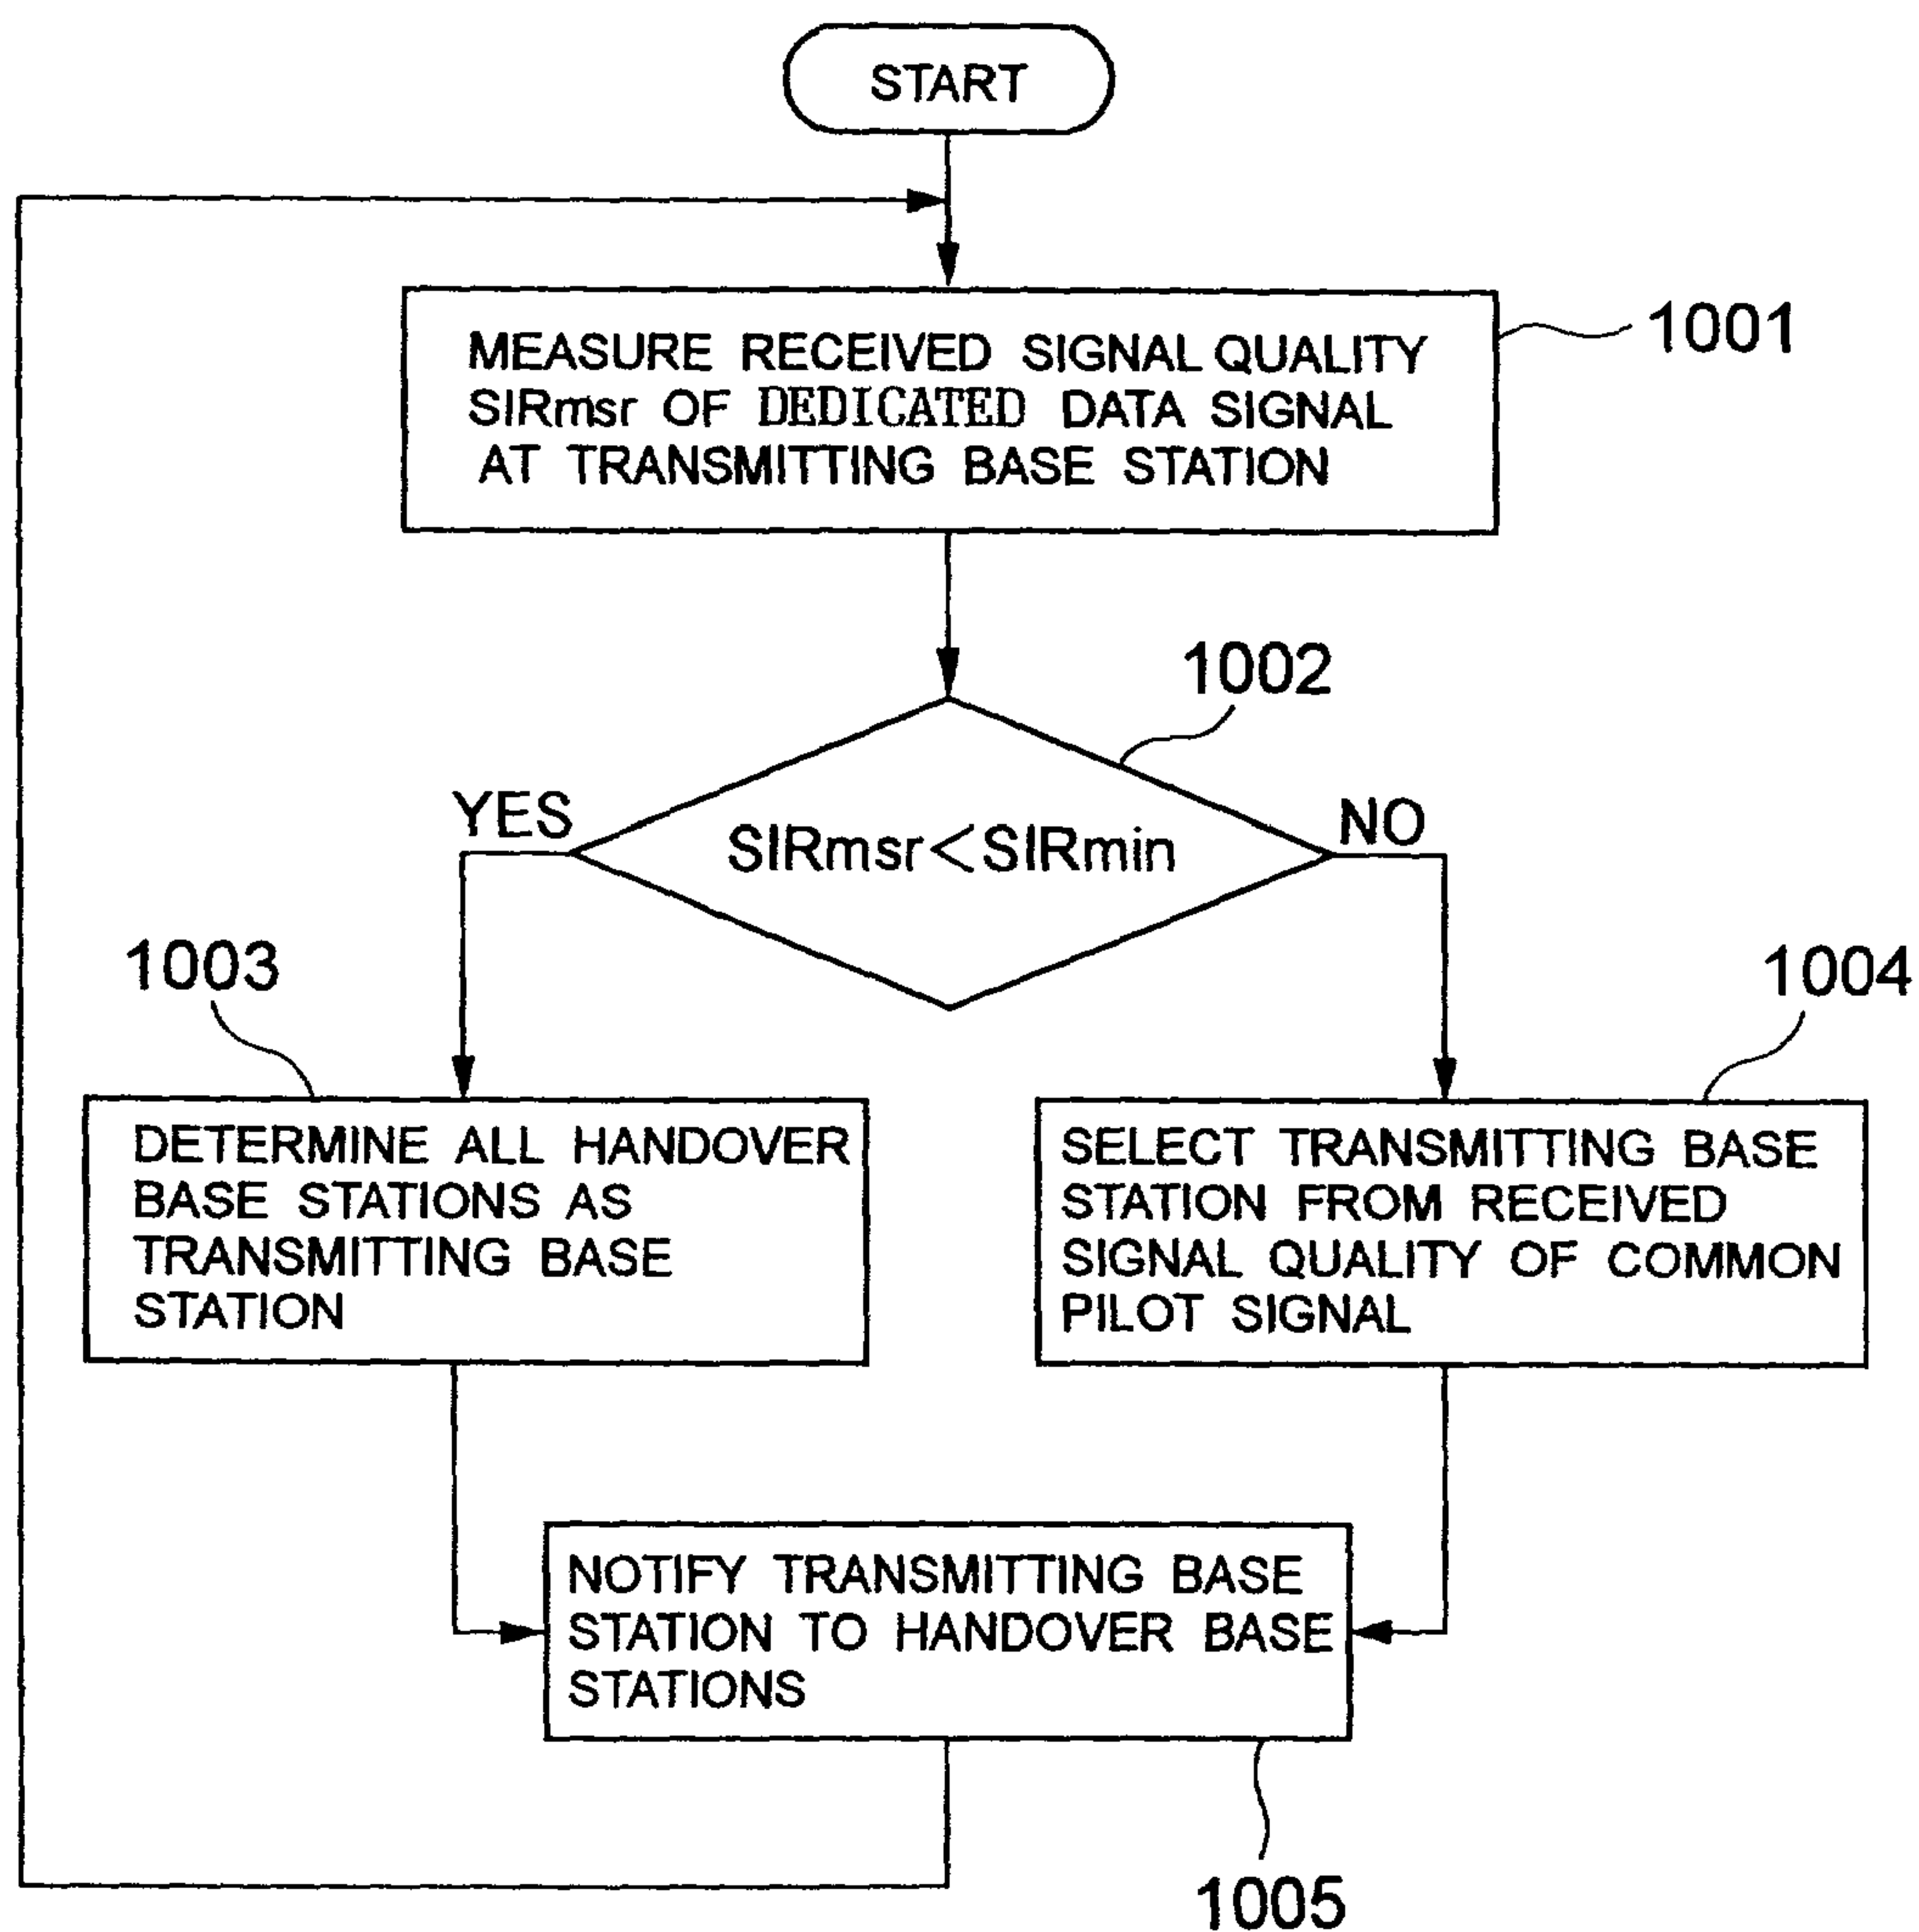 START
MEASURE RECEIVED SIGNAL QUALITY
SIRmsr OF DEDICATED DATA SIGNAL
AT TRANSMITTING BASE STATION
1001
1002
YES
SIRmsr<SIRmin
NO
1003
1004
DETERMINE ALL HANDOVER
BASE STATIONS AS
TRANSMITTING BASE
STATION
SELECT TRANSMITTING BASE
STATION FROM RECEIVED
SIGNAL QUALITY OF COMMON
PILOT SIGNAL
NOTIFY TRANSMITTING BASE
STATION TO HANDOVER BASE
STATIONS
1005